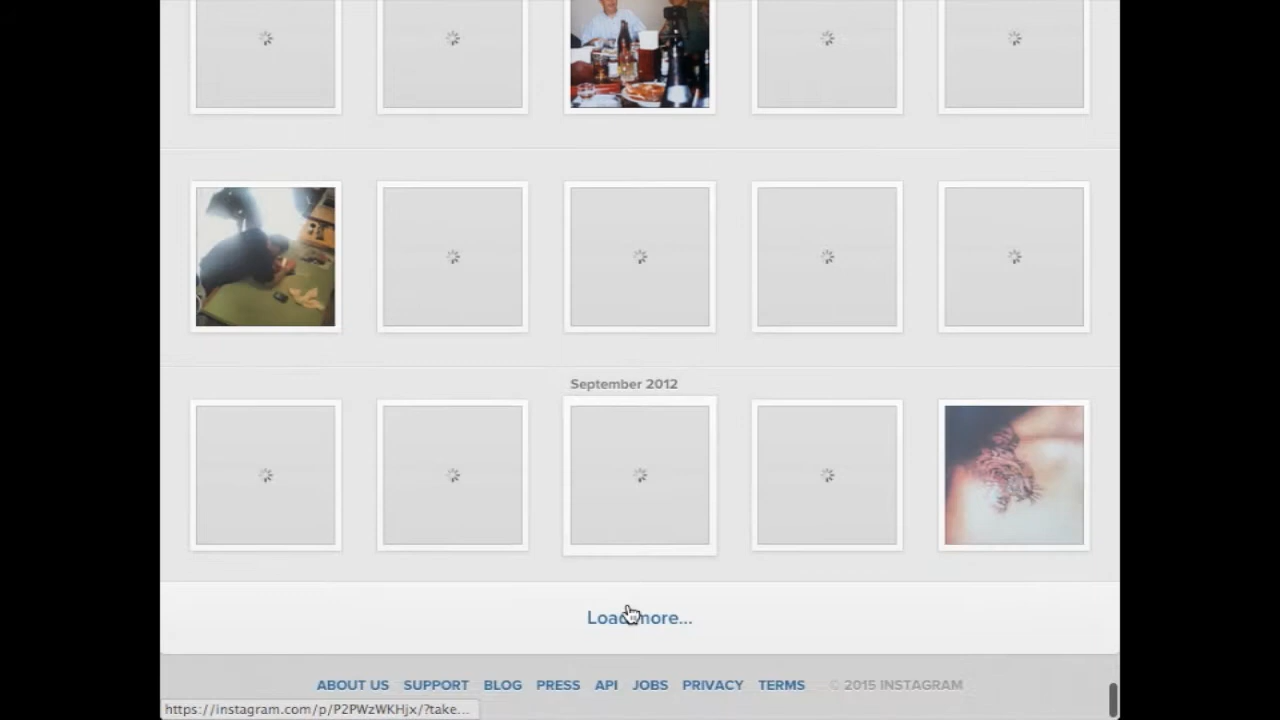 September 2012
Load more...
ABOUT US SUPPORT BLOG PRESS API JOBS PRIVACY TERMS © 2015 INSTAGRAM
https://instagram.com/p/P2PWzWKHjx/?take...